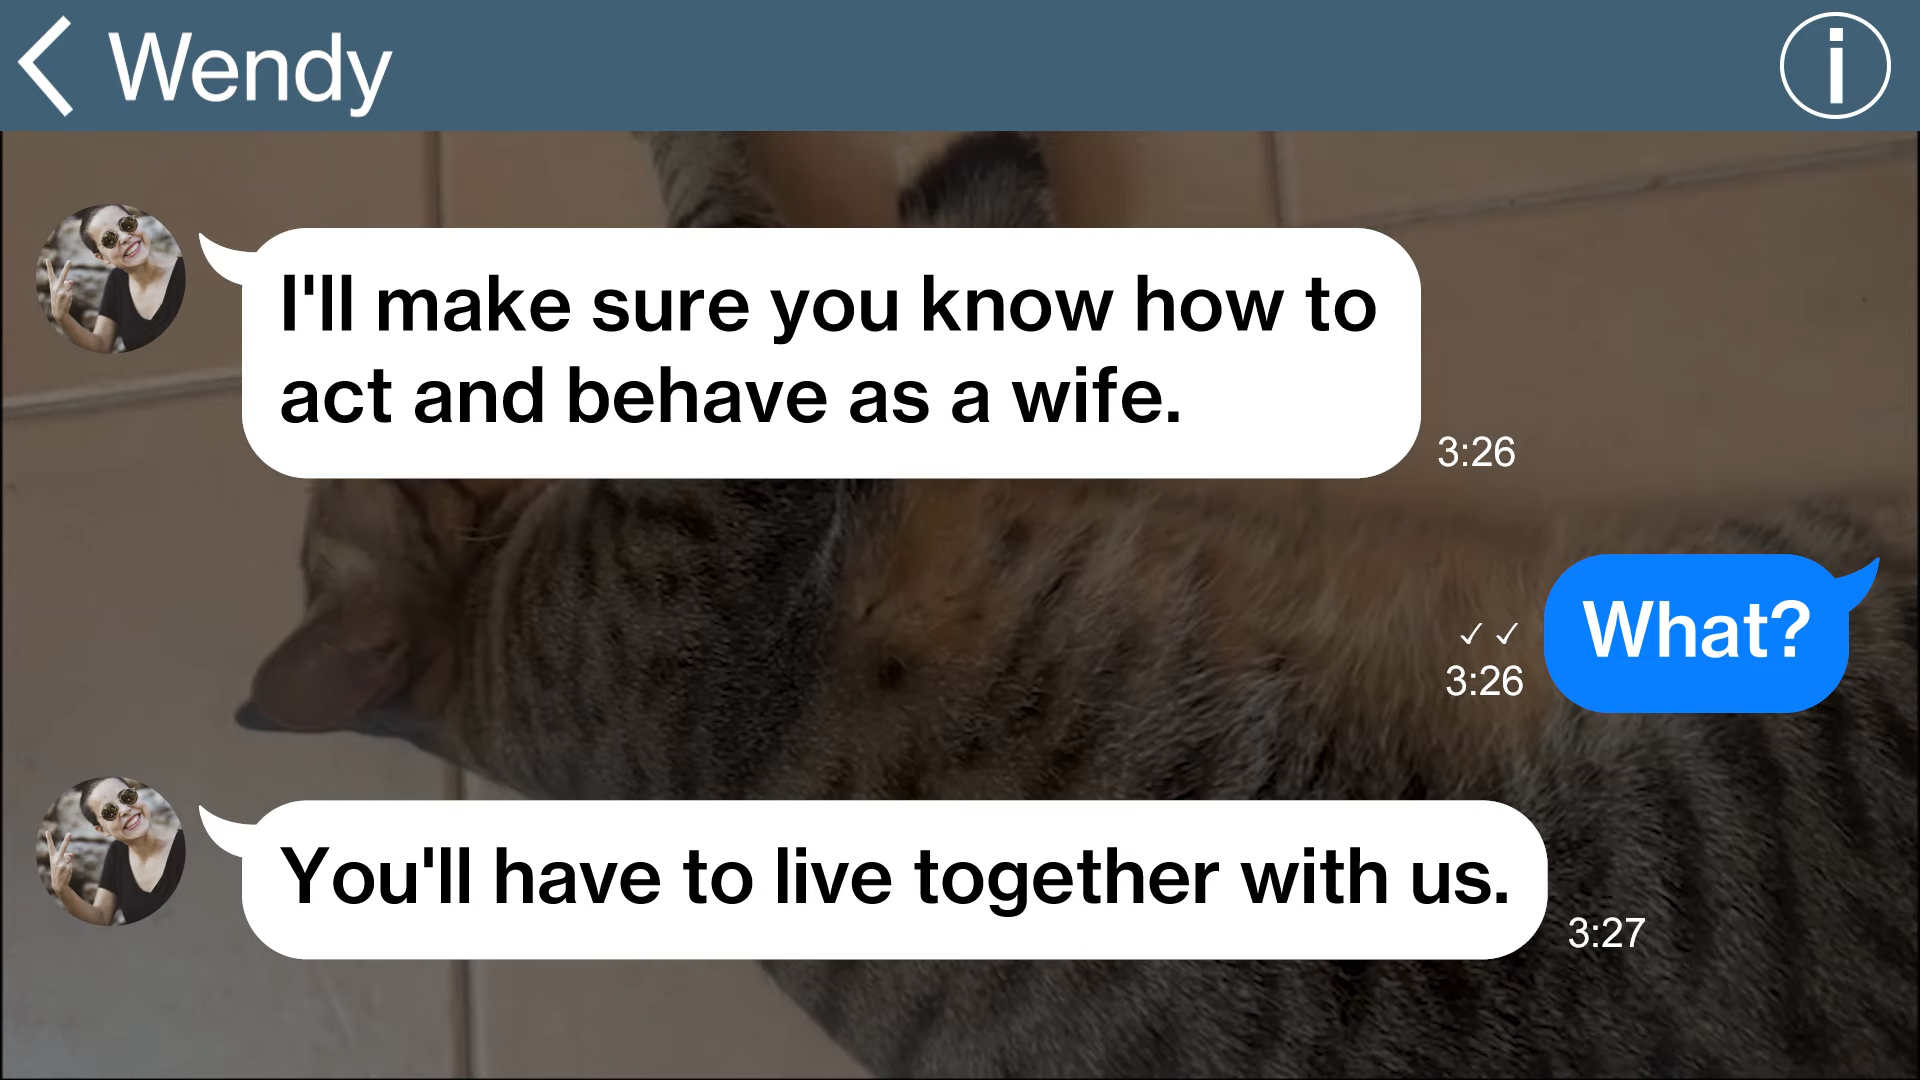 Wendy
I'll make sure you know how to
act and behave as a wife.
3:26
What?
✓✓
3:26
You'll have to live together with us.
3:27